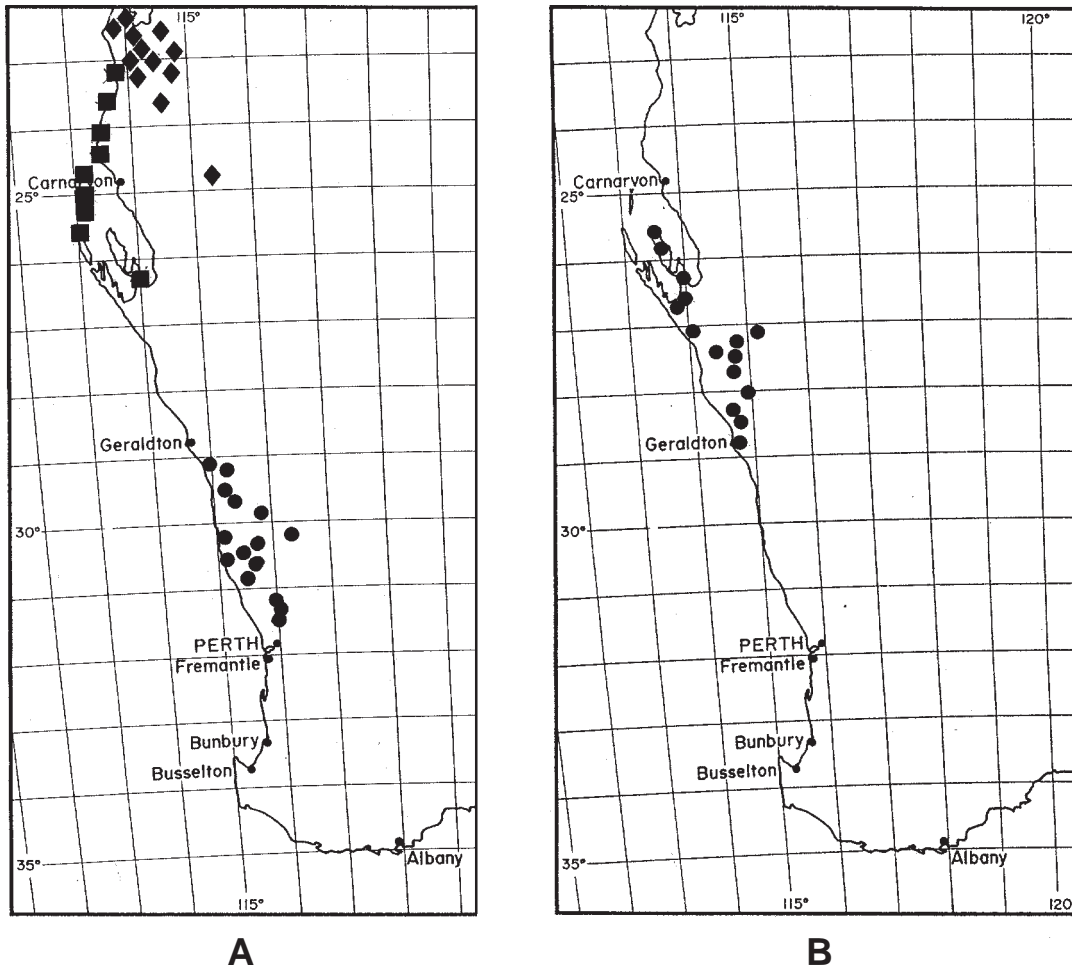 115°
Carnarvon
25°
Geraldton
30°
PERTH
Fremantle
Bunbury
Busselton
35°
Albany
115°
A
115° 120°
Carnarvon
25°
Geraldton
30°
PERTH
Fremantle
Bunbury
Busselton
35°
Albany
115° 120
B